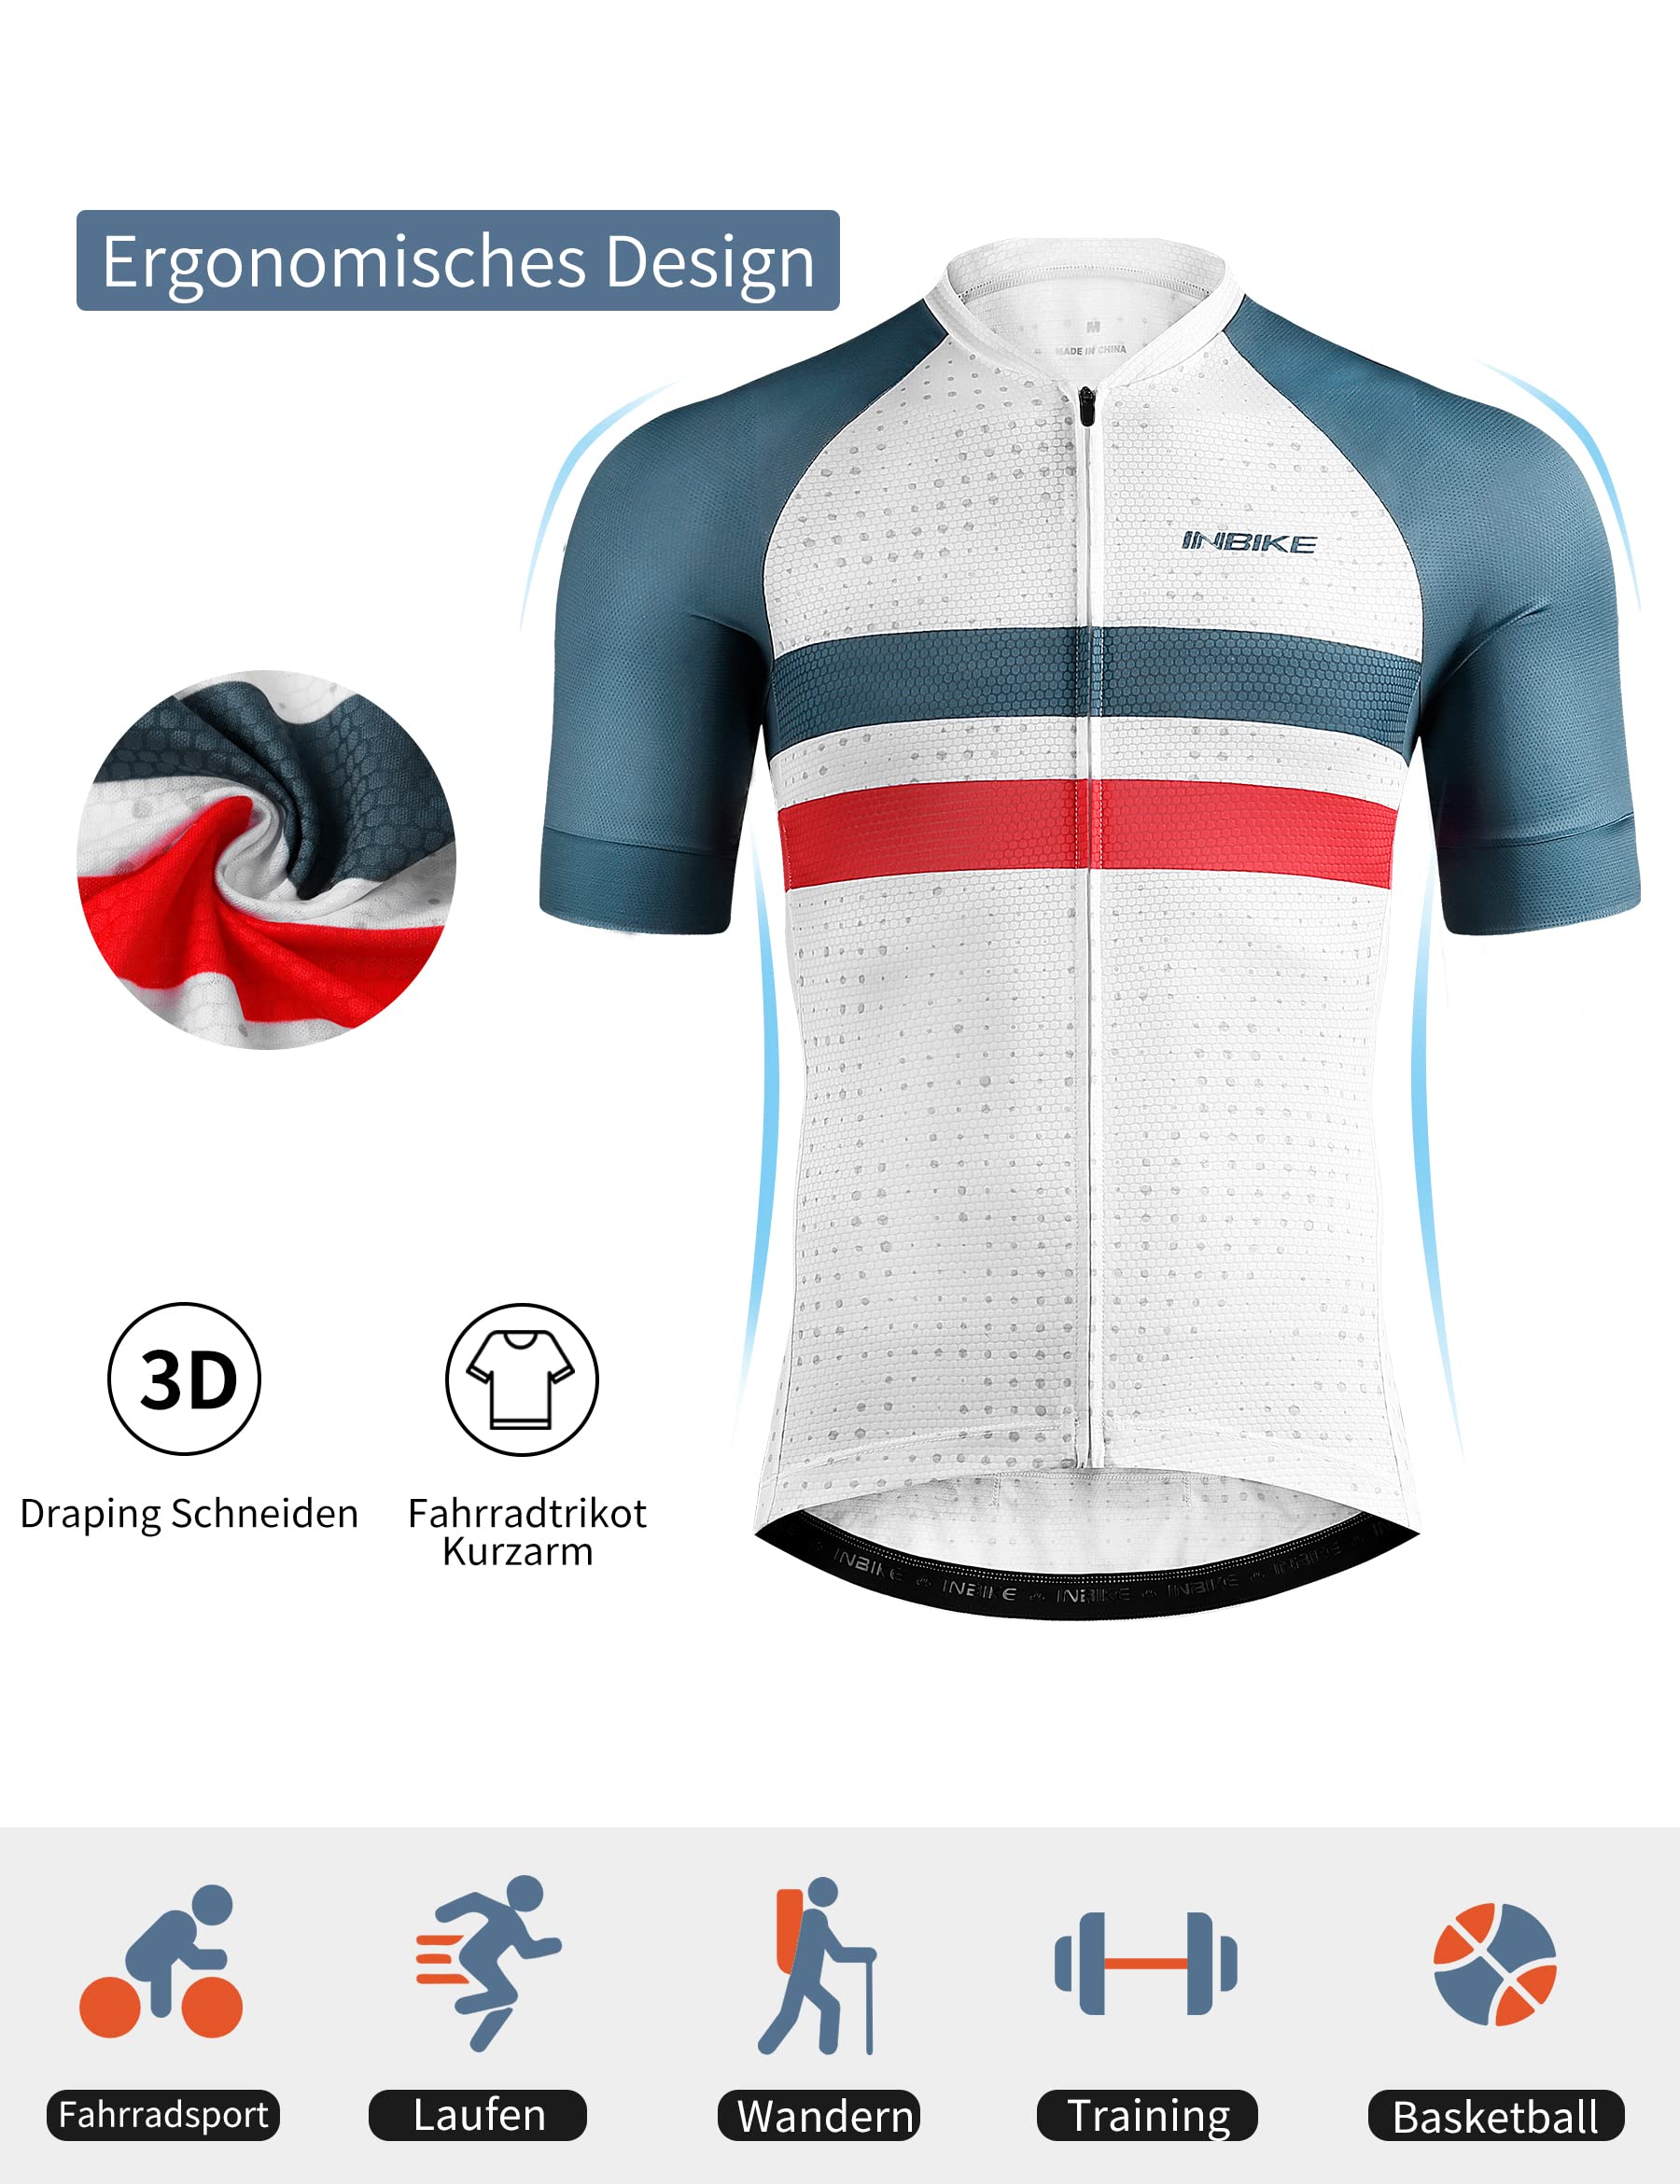 Ergonomisches Design
M
MADE IN CHINA
INBIKE
3D
Draping Schneiden
Fahrradtrikot
Kurzarm
INBIKE INBIKE INBIKE INBIKE INBIKE
Fahrradsport
Laufen
Wandern
Training
Basketball